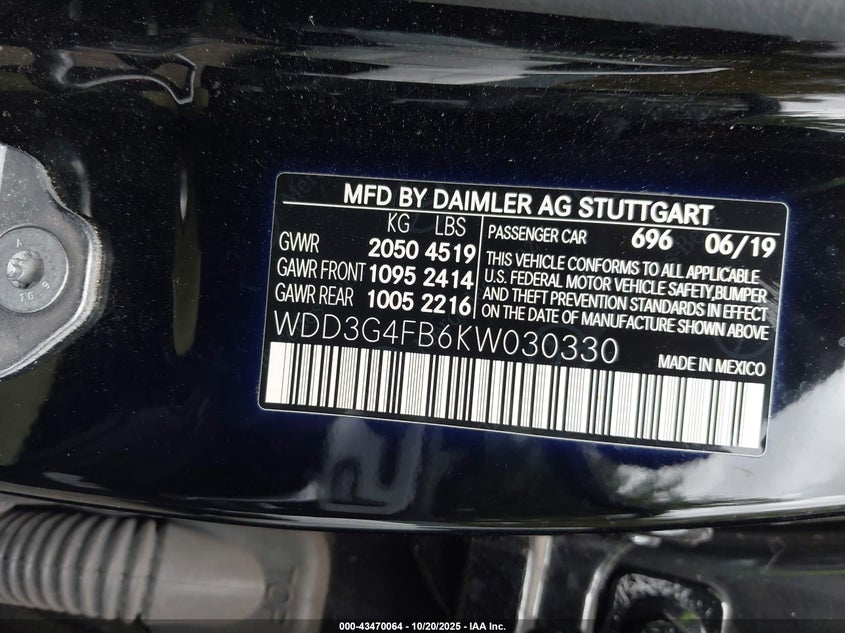 MFD BY DAIMLER AG STUTTGART
KG LBS
GVWR 2050 4519
GAWR FRONT 1095 2414
GAWR REAR 1005 2216
PASSENGER CAR 696 06/19
THIS VEHICLE CONFORMS TO ALL APPLICABLE
U.S. FEDERAL MOTOR VEHICLE SAFETY,BUMPER
AND THEFT PREVENTION STANDARDS IN EFFECT
ON THE DATE OF MANUFACTURE SHOWN ABOVE
WDD3G4FB6KW030330
MADE IN MEXICO
000-43470064 | 10/20/2025 - IAA Inc.